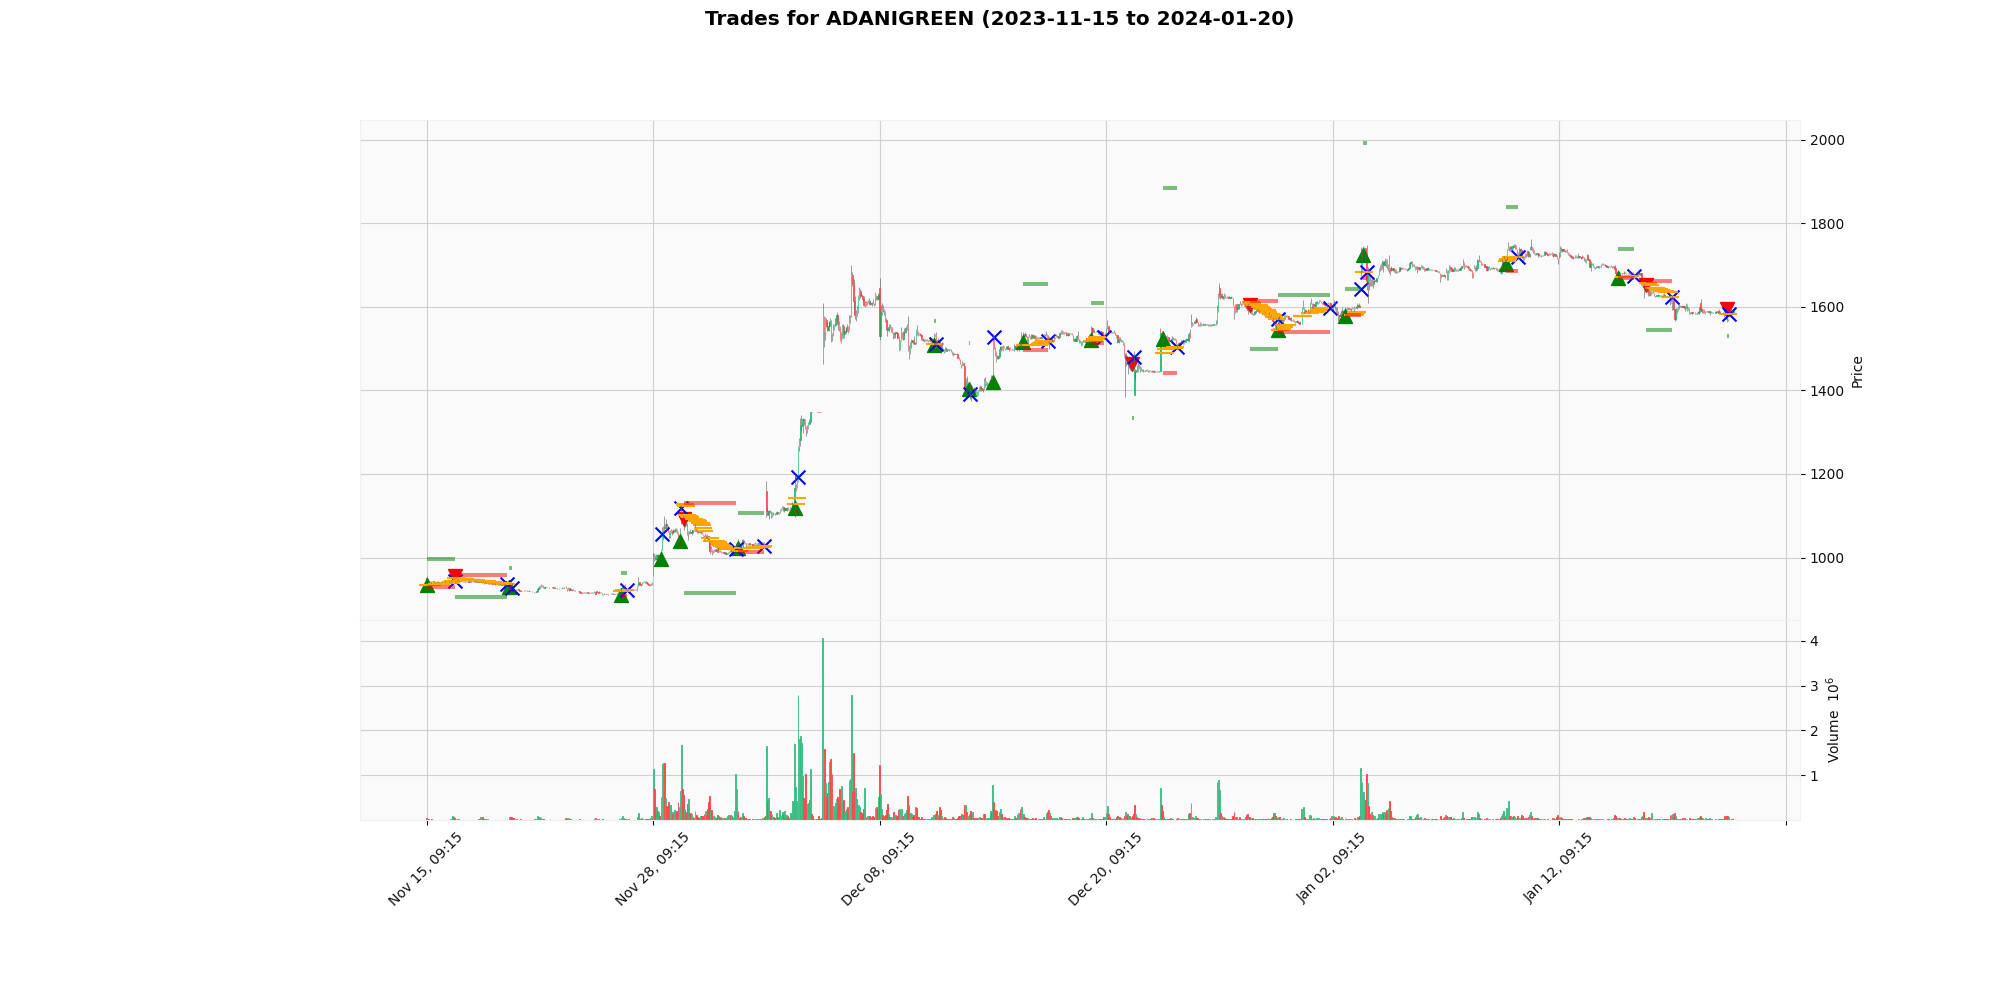 Trades for ADANIGREEN (2023-11-15 to 2024-01-20)
2000
1800
1600
1400
1200
1000
Price
4
3
2
1
Volume 10⁶
Nov 15, 09:15
Nov 28, 09:15
Dec 08, 09:15
Dec 20, 09:15
Jan 02, 09:15
Jan 12, 09:15